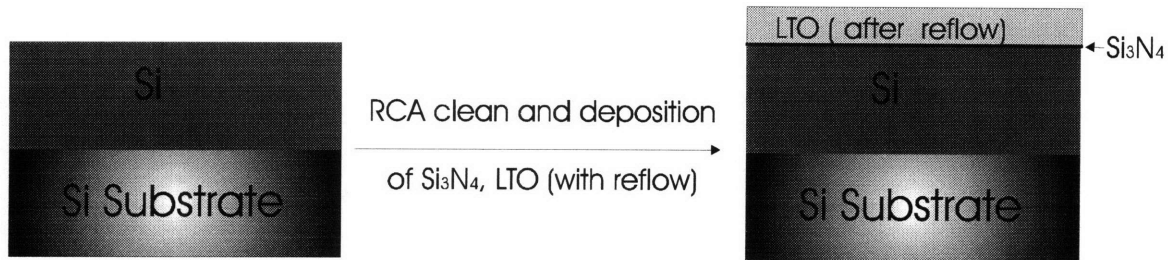 Si
Si Substrate
RCA clean and deposition
of Si₃N₄, LTO (with reflow)
LTO ( after reflow)
Si₃N₄
Si
Si Substrate